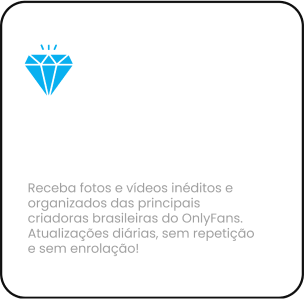 Receba fotos e vídeos inéditos e
organizados das principais
criadoras brasileiras do OnlyFans.
Atualizações diárias, sem repetição
e sem enrolação!